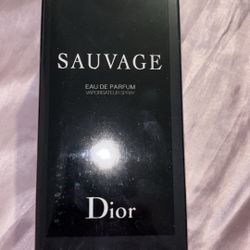 SAUVAGE
EAU DE PARFUM
VAPORISATEUR SPRAY
Dior